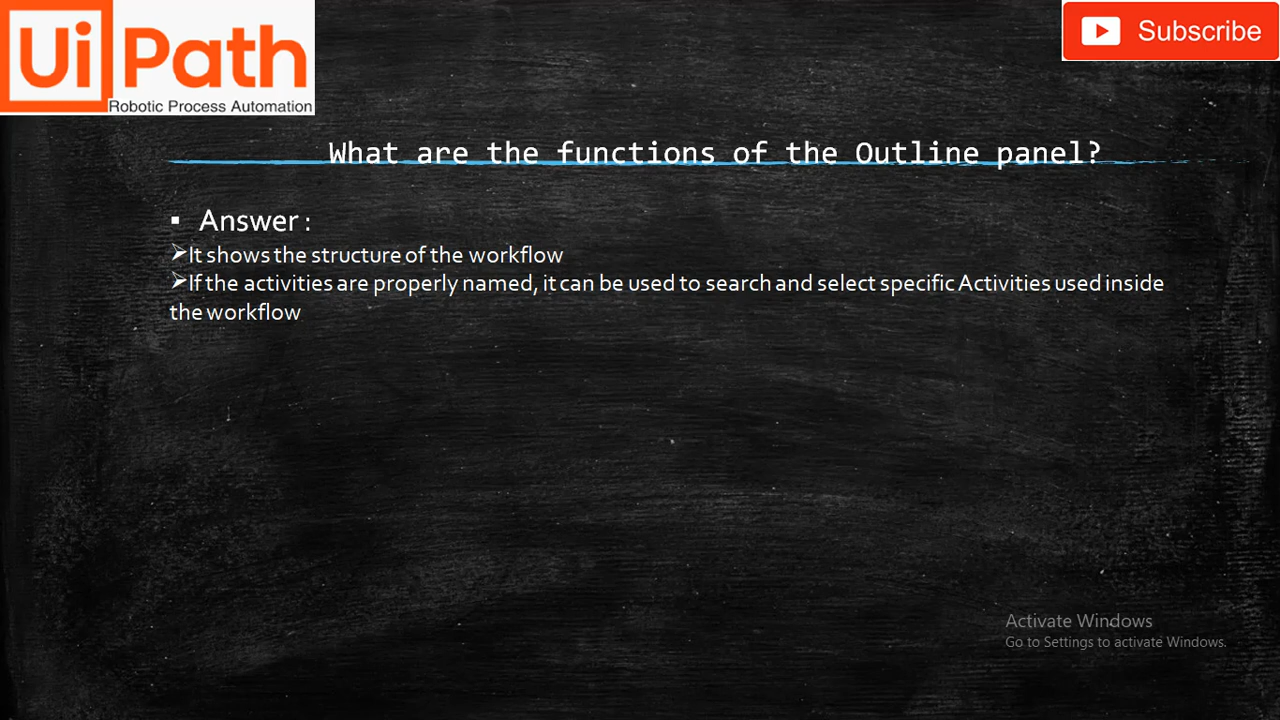 Ui Path
Subscribe
Robotic Process Automation
What are the functions of the Outline panel?
▪ Answer :
➢It shows the structure of the workflow
➢If the activities are properly named, it can be used to search and select specific Activities used inside
the workflow
Activate Windows
Go to Settings to activate Windows.